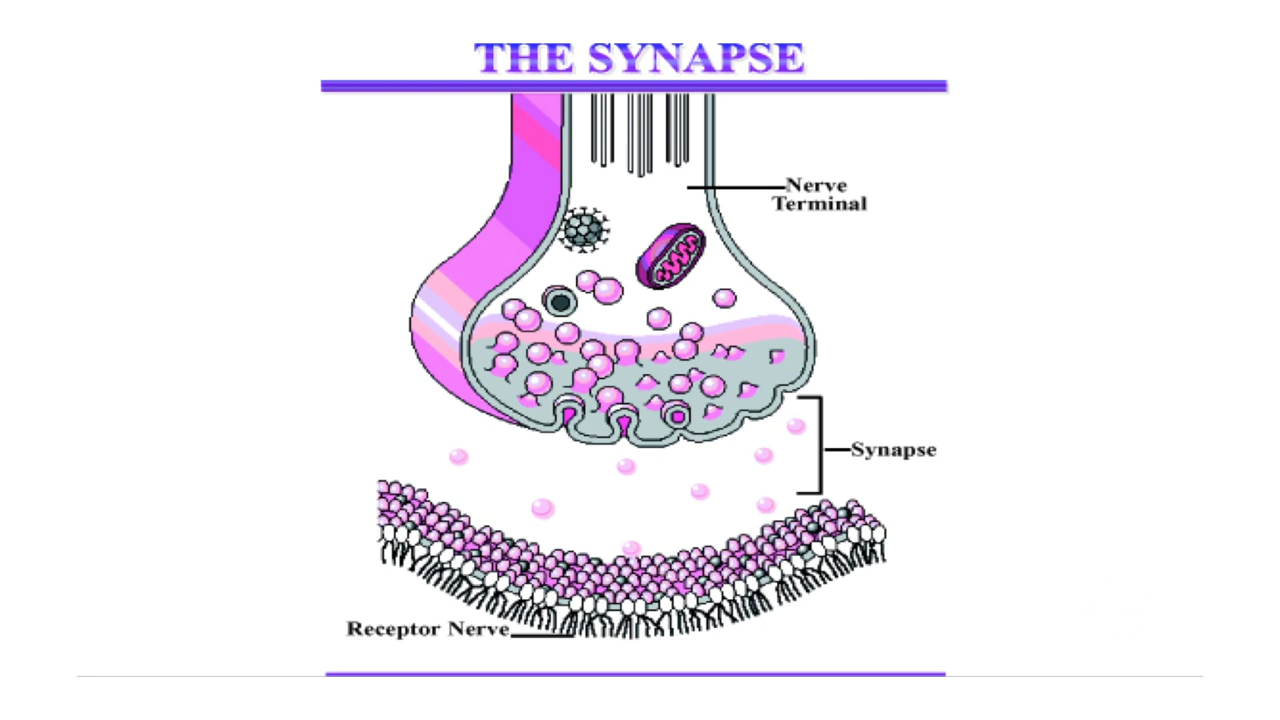 THE SYNAPSE
Nerve
Terminal
Synapse
Receptor Nerve